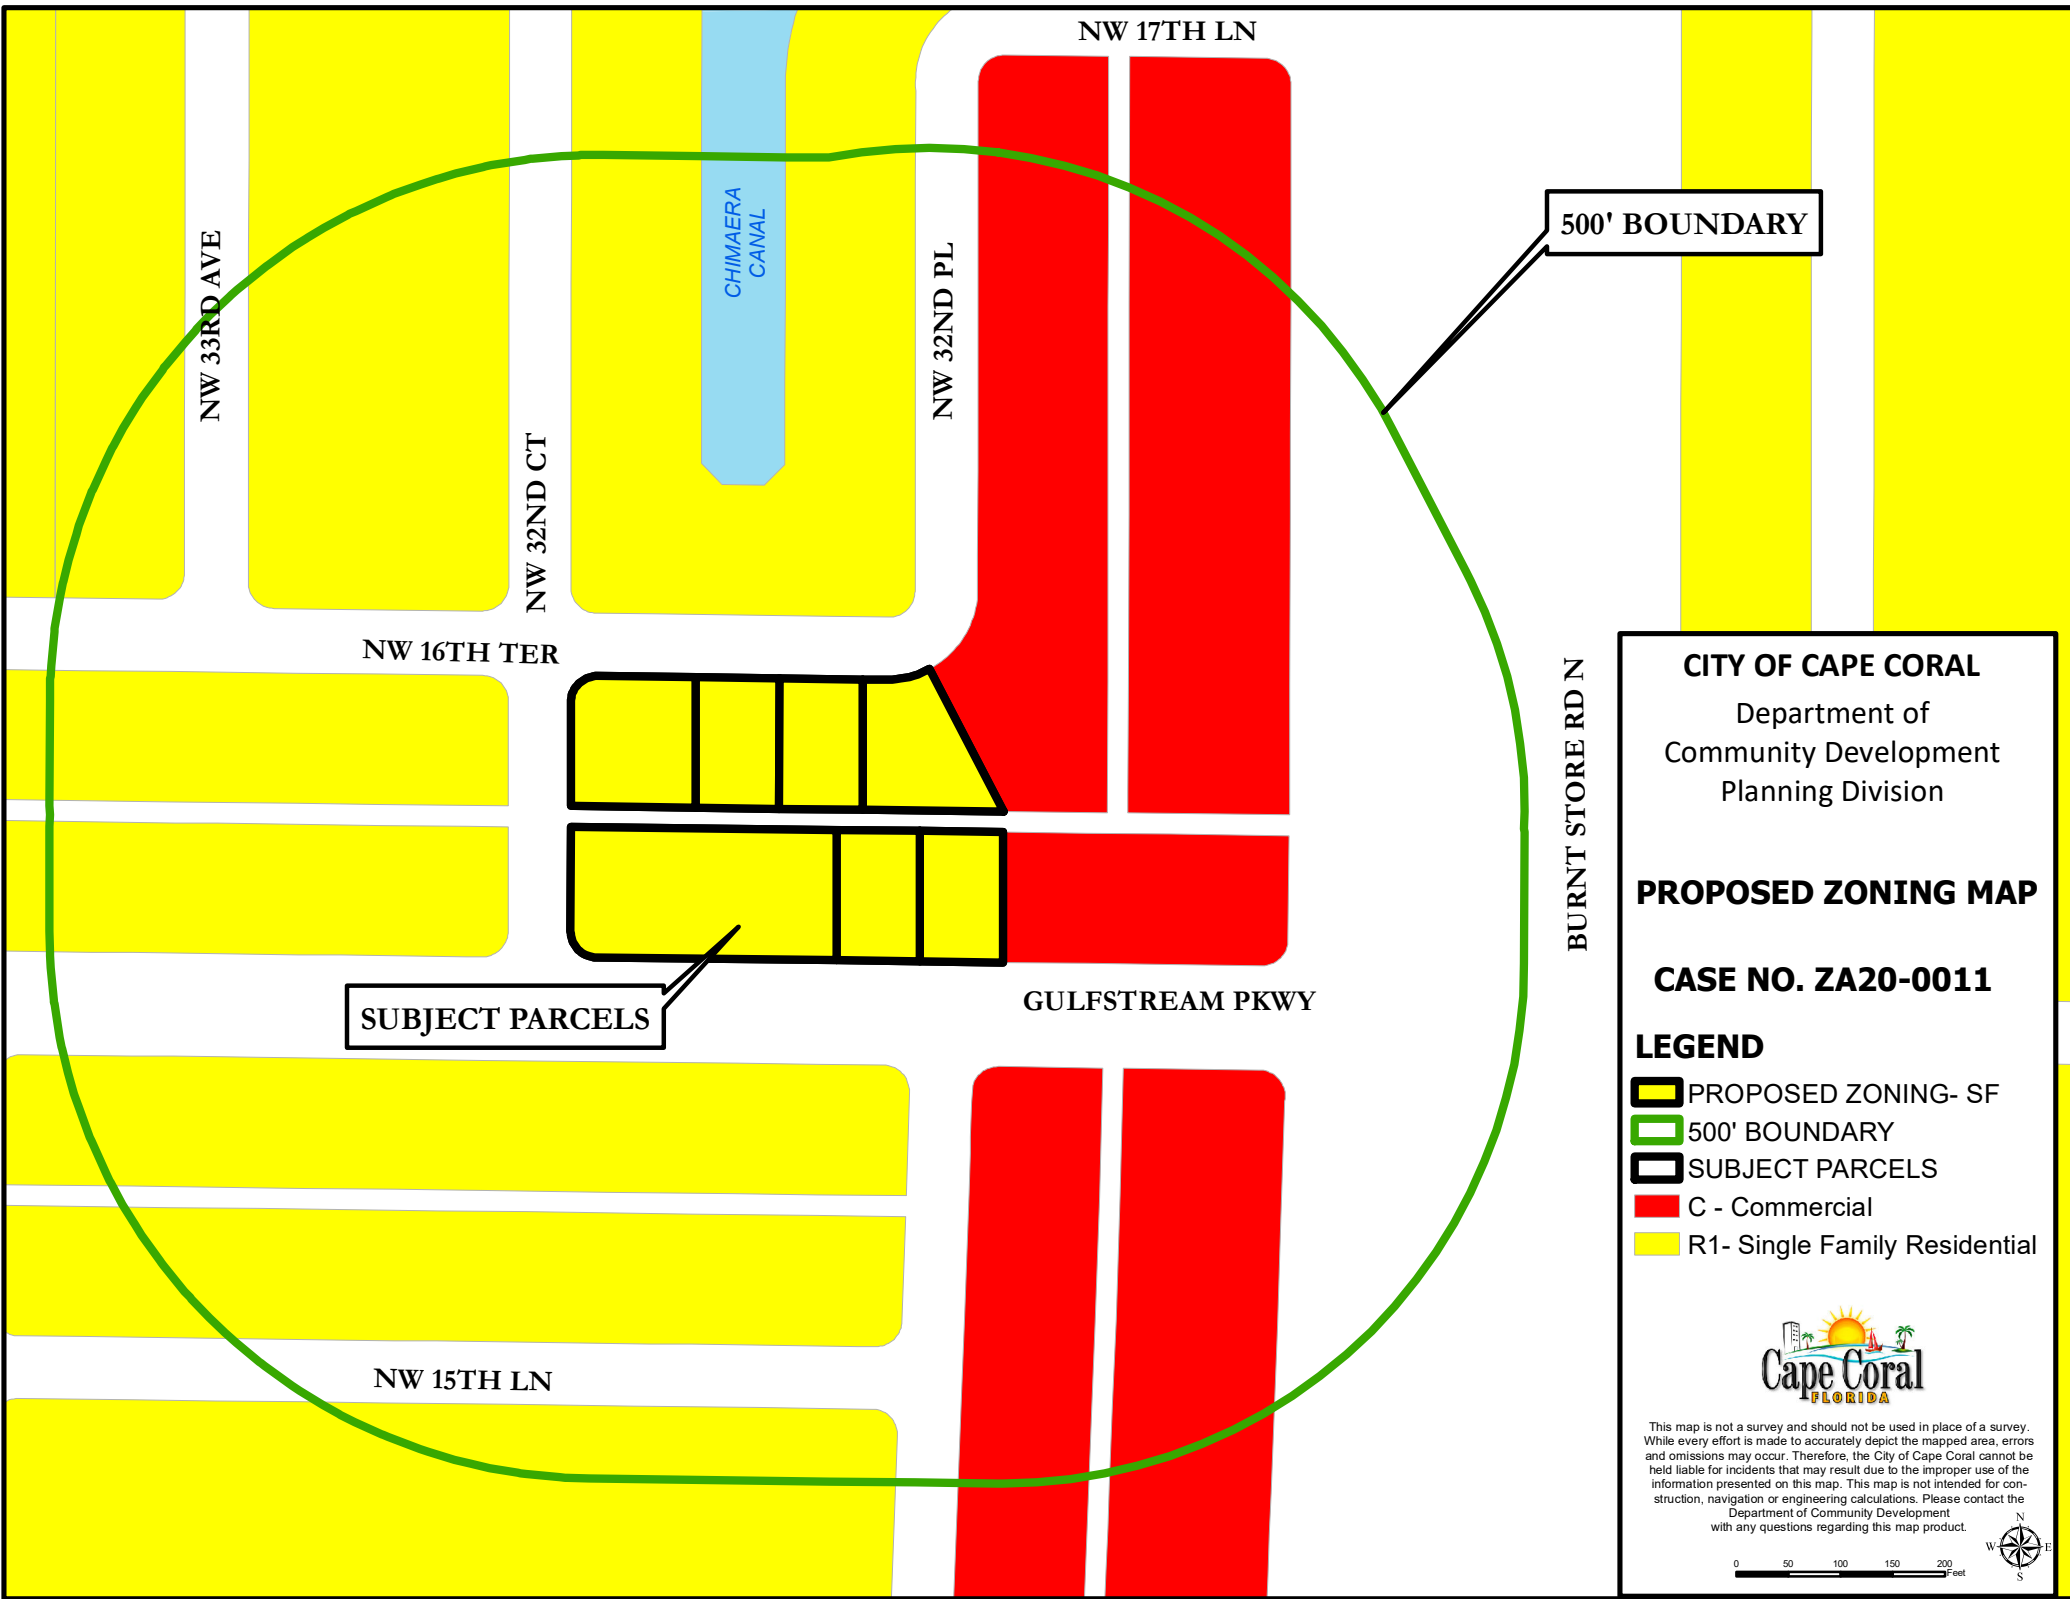 NW 17TH LN
500' BOUNDARY
CHIMAERA
CANAL
NW 33RD AVE
NW 32ND PL
NW 32ND CT
NW 16TH TER
BURNT STORE RD N
SUBJECT PARCELS
GULFSTREAM PKWY
NW 15TH LN
CITY OF CAPE CORAL
Department of
Community Development
Planning Division
PROPOSED ZONING MAP
CASE NO. ZA20-0011
LEGEND
PROPOSED ZONING- SF
500' BOUNDARY
SUBJECT PARCELS
C - Commercial
R1- Single Family Residential
Cape Coral
FLORIDA
This map is not a survey and should not be used in place of a survey.
While every effort is made to accurately depict the mapped area, errors
and omissions may occur. Therefore, the City of Cape Coral cannot be
held liable for incidents that may result due to the improper use of the
information presented on this map. This map is not intended for con-
struction, navigation or engineering calculations. Please contact the
Department of Community Development
with any questions regarding this map product.
N
W E
S
0 50 100 150 200
Feet